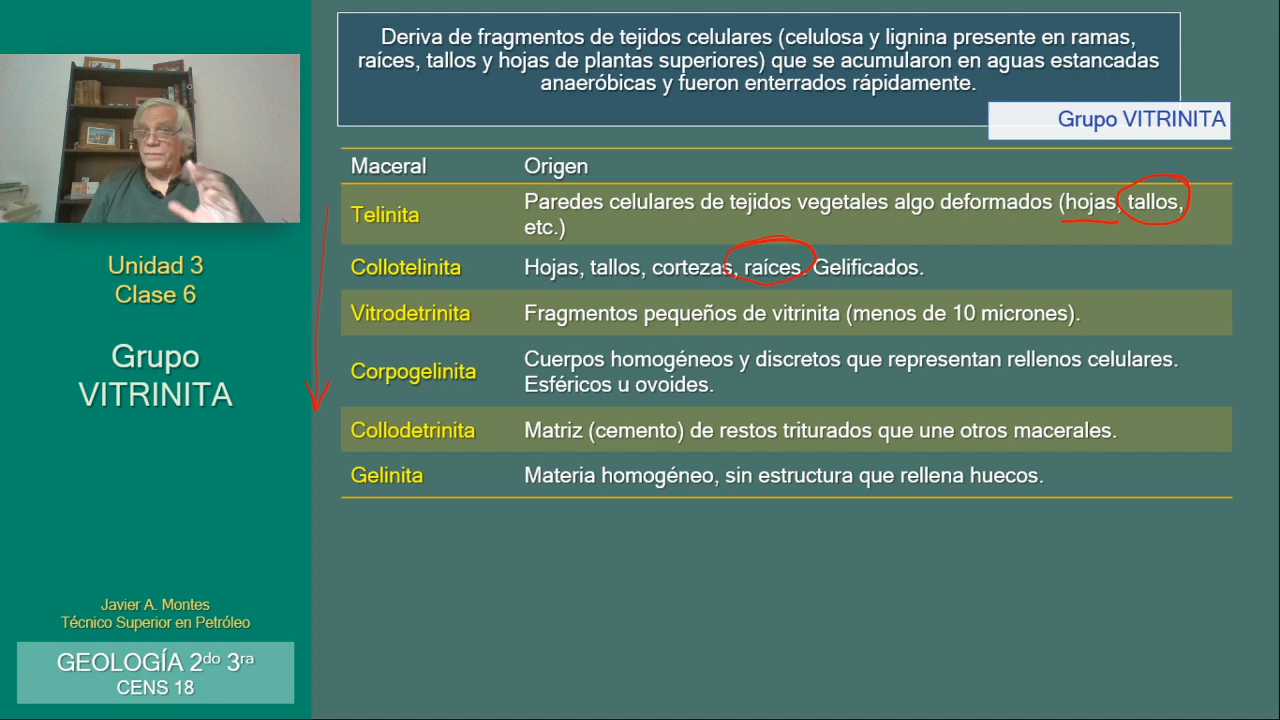 Deriva de fragmentos de tejidos celulares (celulosa y lignina presente en ramas,
raíces, tallos y hojas de plantas superiores) que se acumularon en aguas estancadas
anaeróbicas y fueron enterrados rápidamente.
Grupo VITRINITA
Maceral Origen
Telinita Paredes celulares de tejidos vegetales algo deformados (hojas, tallos,
etc.)
Collotelinita Hojas, tallos, cortezas, raíces. Gelificados.
Vitrodetrinita Fragmentos pequeños de vitrinita (menos de 10 micrones).
Corpogelinita Cuerpos homogéneos y discretos que representan rellenos celulares.
Esféricos u ovoides.
Collodetrinita Matriz (cemento) de restos triturados que une otros macerales.
Gelinita Materia homogéneo, sin estructura que rellena huecos.
Unidad 3
Clase 6
Grupo
VITRINITA
Javier A. Montes
Técnico Superior en Petróleo
GEOLOGÍA 2do 3ra
CENS 18